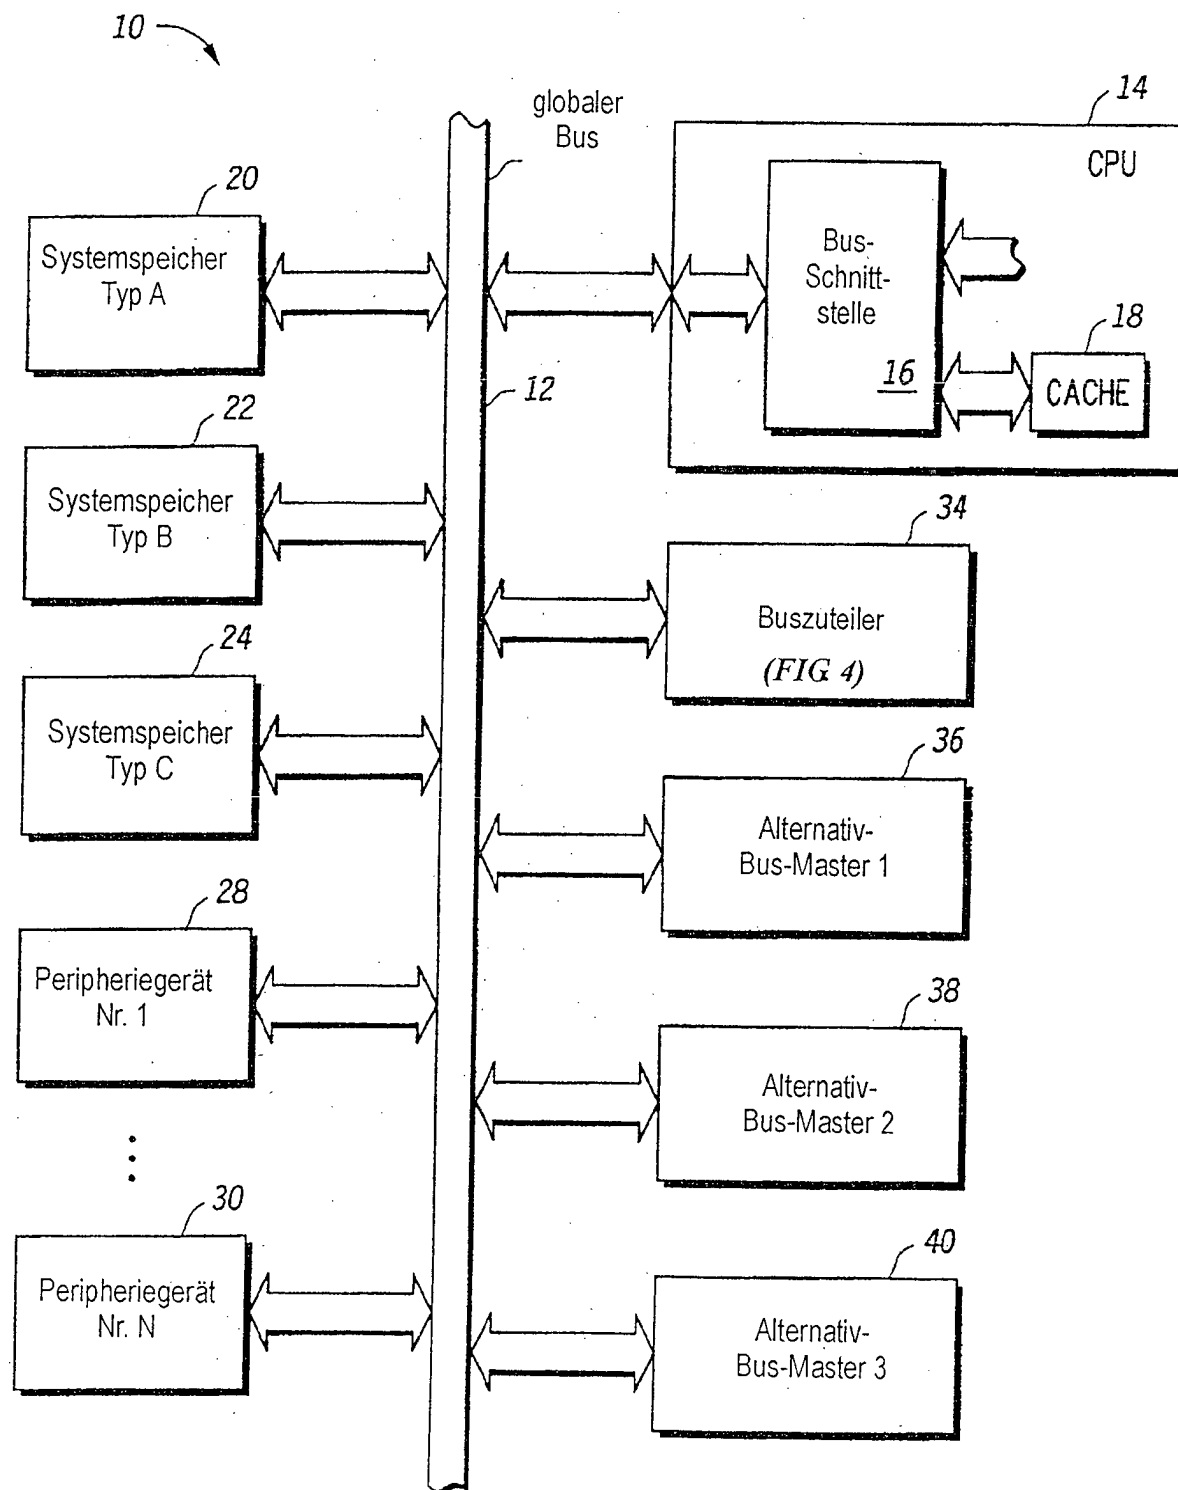 10
globaler
Bus
14
CPU
20
Systemspeicher
Typ A
Bus-
Schnitt-
stelle
16
18
CACHE
12
22
Systemspeicher
Typ B
34
Buszuteiler
(FIG. 4)
24
Systemspeicher
Typ C
36
Alternativ-
Bus-Master 1
28
Peripheriegerät
Nr. 1
38
Alternativ-
Bus-Master 2
30
Peripheriegerät
Nr. N
40
Alternativ-
Bus-Master 3